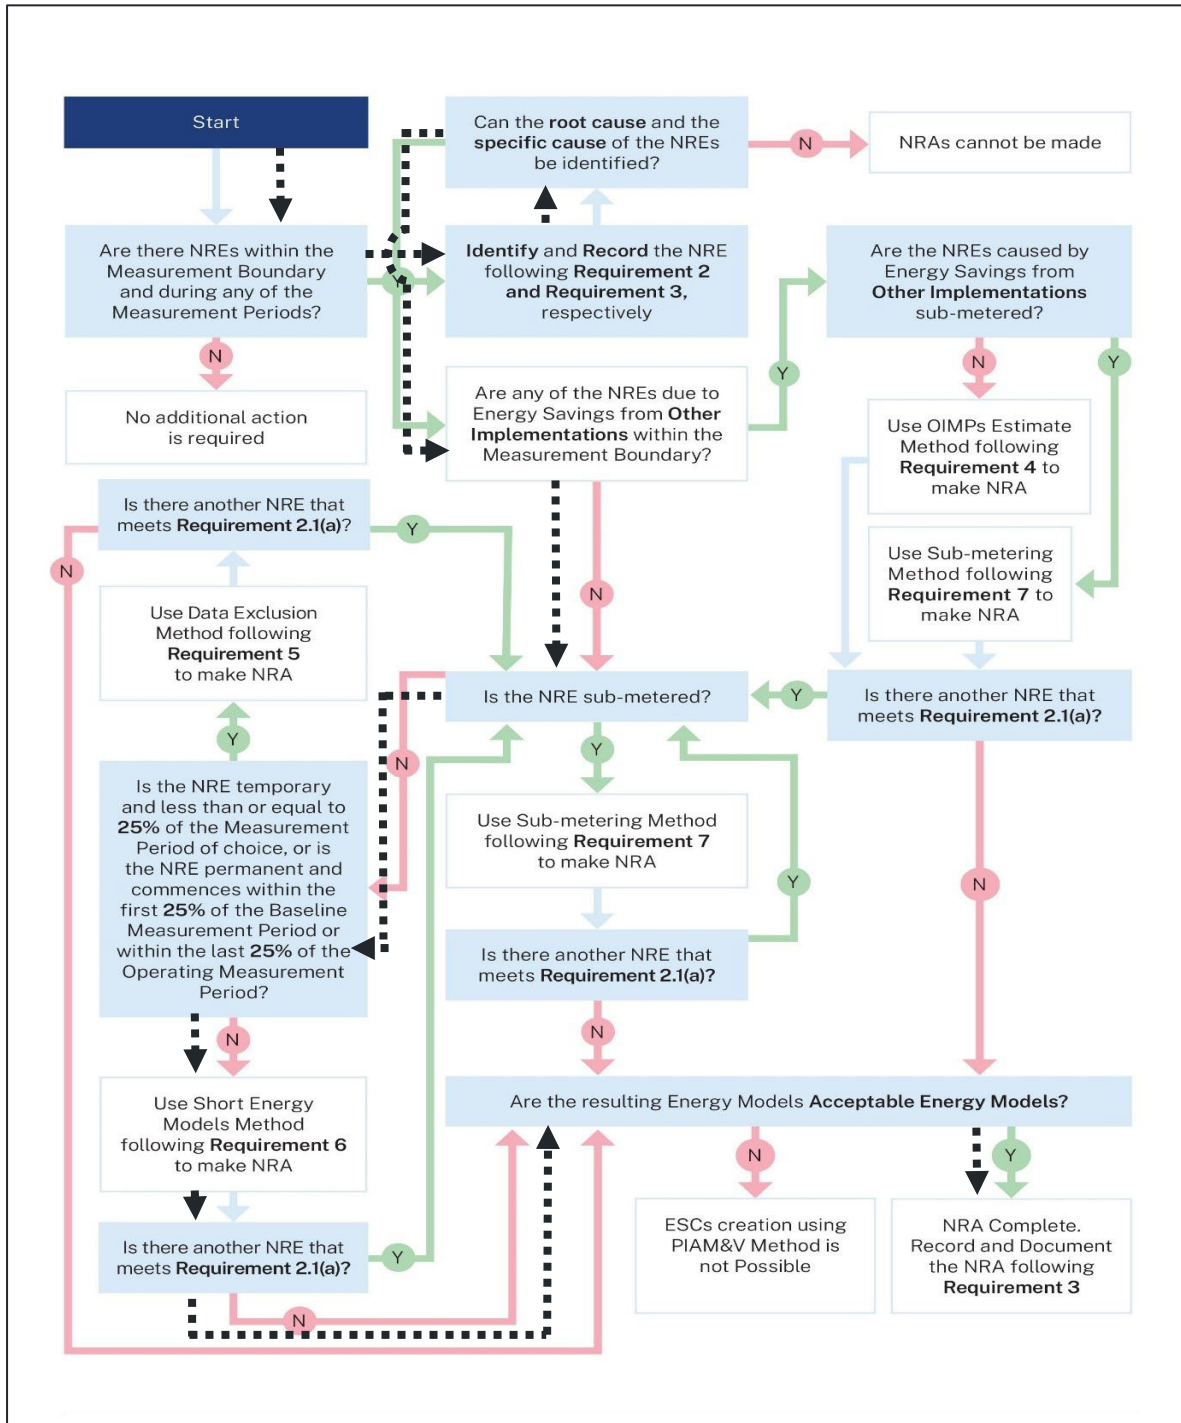 Start
Can the root cause and the
specific cause of the NREs
be identified?
N
NRAs cannot be made
Are there NREs within the
Measurement Boundary
and during any of the
Measurement Periods?
Y
Identify and Record the NRE
following Requirement 2
and Requirement 3,
respectively
Are the NREs caused by
Energy Savings from
Other Implementations
sub-metered?
N
No additional action
is required
Are any of the NREs due to
Energy Savings from Other
Implementations within the
Measurement Boundary?
Y
N
Y
Use OIMPs Estimate
Method following
Requirement 4 to
make NRA
Use Sub-metering
Method following
Requirement 7 to
make NRA
Is there another NRE that
meets Requirement 2.1(a)?
Y
N
N
Use Data Exclusion
Method following
Requirement 5
to make NRA
Y
Is the NRE sub-metered?
Y
Is there another NRE that
meets Requirement 2.1(a)?
N
Y
Is the NRE temporary
and less than or equal to
25% of the Measurement
Period of choice, or is
the NRE permanent and
commences within the
first 25% of the Baseline
Measurement Period or
within the last 25% of the
Operating Measurement
Period?
Use Sub-metering Method
following Requirement 7
to make NRA
Y
N
Is there another NRE that
meets Requirement 2.1(a)?
N
N
Use Short Energy
Models Method
following Requirement 6
to make NRA
Are the resulting Energy Models Acceptable Energy Models?
N
Y
Is there another NRE that
meets Requirement 2.1(a)?
Y
N
ESCs creation using
PIAM&V Method is
not Possible
NRA Complete.
Record and Document
the NRA following
Requirement 3